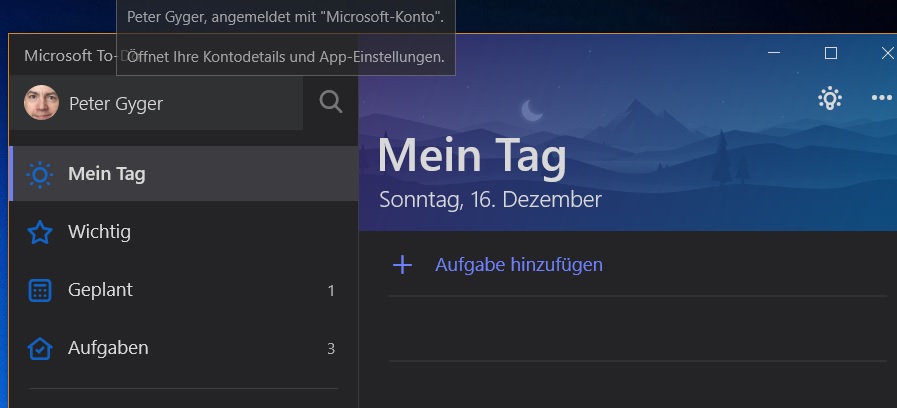 Peter Gyger, angemeldet mit "Microsoft-Konto".
Öffnet Ihre Kontodetails und App-Einstellungen.
Microsoft To-Do
Peter Gyger
Mein Tag
Wichtig
Geplant 1
Aufgaben 3
Mein Tag
Sonntag, 16. Dezember
Aufgabe hinzufügen